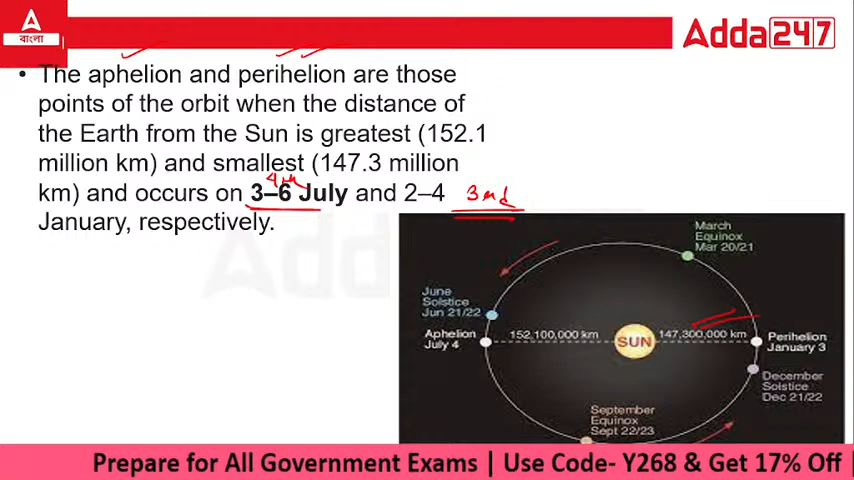 বাংলা
Adda247
• The aphelion and perihelion are those
points of the orbit when the distance of
the Earth from the Sun is greatest (152.1
million km) and smallest (147.3 million
4th
km) and occurs on 3–6 July and 2–4 3rd
January, respectively.
March
Equinox
Mar 20/21
June
Solstice
Jun 21/22
Aphelion
July 4
152,100,000 km
SUN
147,300,000 km
Perihelion
January 3
December
Solstice
Dec 21/22
September
Equinox
Sept 22/23
Prepare for All Government Exams | Use Code- Y268 & Get 17% Off |